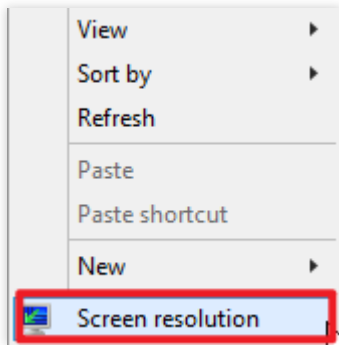 View
Sort by
Refresh
Paste
Paste shortcut
New
Screen resolution